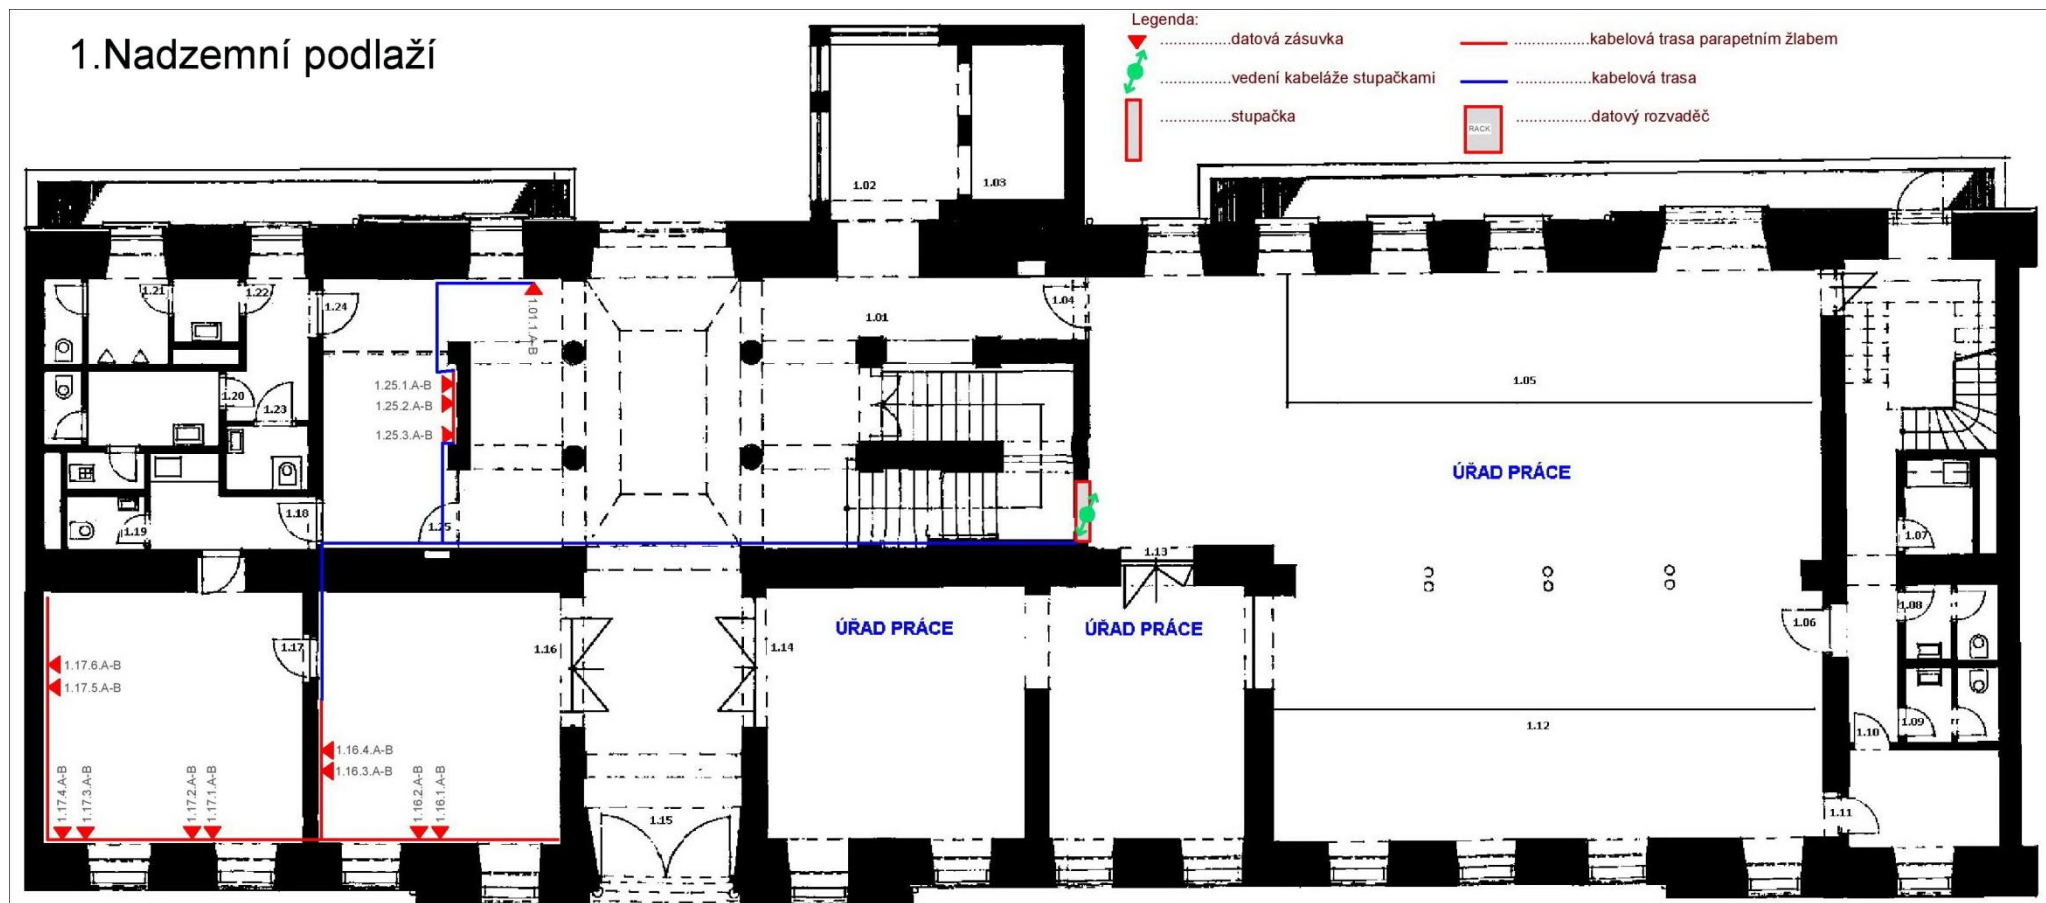 1.Nadzemní podlaží
Legenda:
...............datová zásuvka
...............vedení kabeláže stupačkami
...............stupačka
................kabelová trasa parapetním žlabem
................kabelová trasa
RACK
................datový rozvaděč
1.02
1.03
1.21
1.22
1.24
1.01.1.A-B
1.01
1.04
1.25.1.A-B
1.25.2.A-B
1.25.3.A-B
1.20
1.23
1.05
ÚŘAD PRÁCE
1.18
1.19
1.25
1.13
1.07
1.08
1.06
ÚŘAD PRÁCE
ÚŘAD PRÁCE
1.17
1.16
1.14
1.17.6.A-B
1.17.5.A-B
1.16.4.A-B
1.16.3.A-B
1.17.4.A-B
1.17.3.A-B
1.17.2.A-B
1.17.1.A-B
1.16.2.A-B
1.16.1.A-B
1.12
1.09
1.10
1.15
1.11